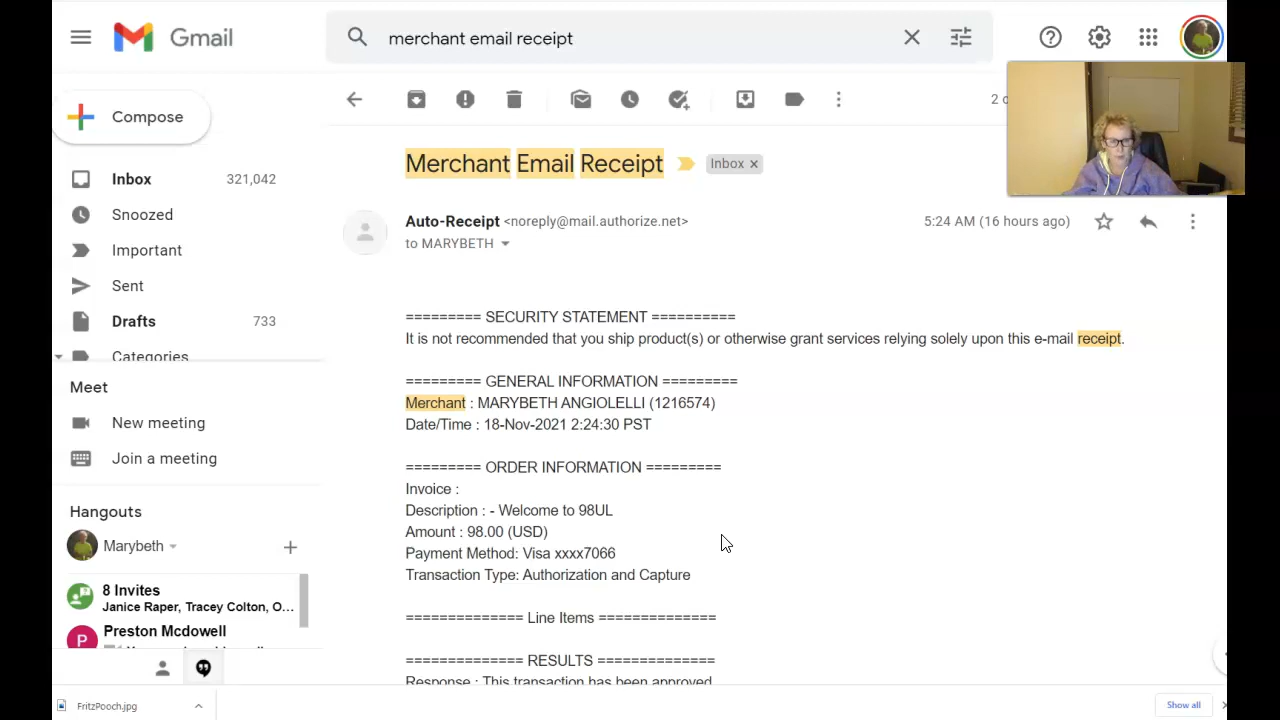 Gmail
merchant email receipt
2 o
Compose
Merchant Email Receipt
Inbox
Inbox 321,042
Auto-Receipt <noreply@mail.authorize.net>
5:24 AM (16 hours ago)
to MARYBETH
Snoozed
Important
Sent
Drafts 733
Categories
Meet
New meeting
Join a meeting
Hangouts
Marybeth
8 Invites
Janice Raper, Tracey Colton, O...
P
Preston Mcdowell
========= SECURITY STATEMENT ==========
It is not recommended that you ship product(s) or otherwise grant services relying solely upon this e-mail receipt.
========= GENERAL INFORMATION =========
Merchant : MARYBETH ANGIOLELLI (1216574)
Date/Time : 18-Nov-2021 2:24:30 PST
========= ORDER INFORMATION =========
Invoice :
Description : - Welcome to 98UL
Amount : 98.00 (USD)
Payment Method: Visa xxxx7066
Transaction Type: Authorization and Capture
============== Line Items ==============
============== RESULTS ==============
Response : This transaction has been approved.
FritzPooch.jpg
Show all